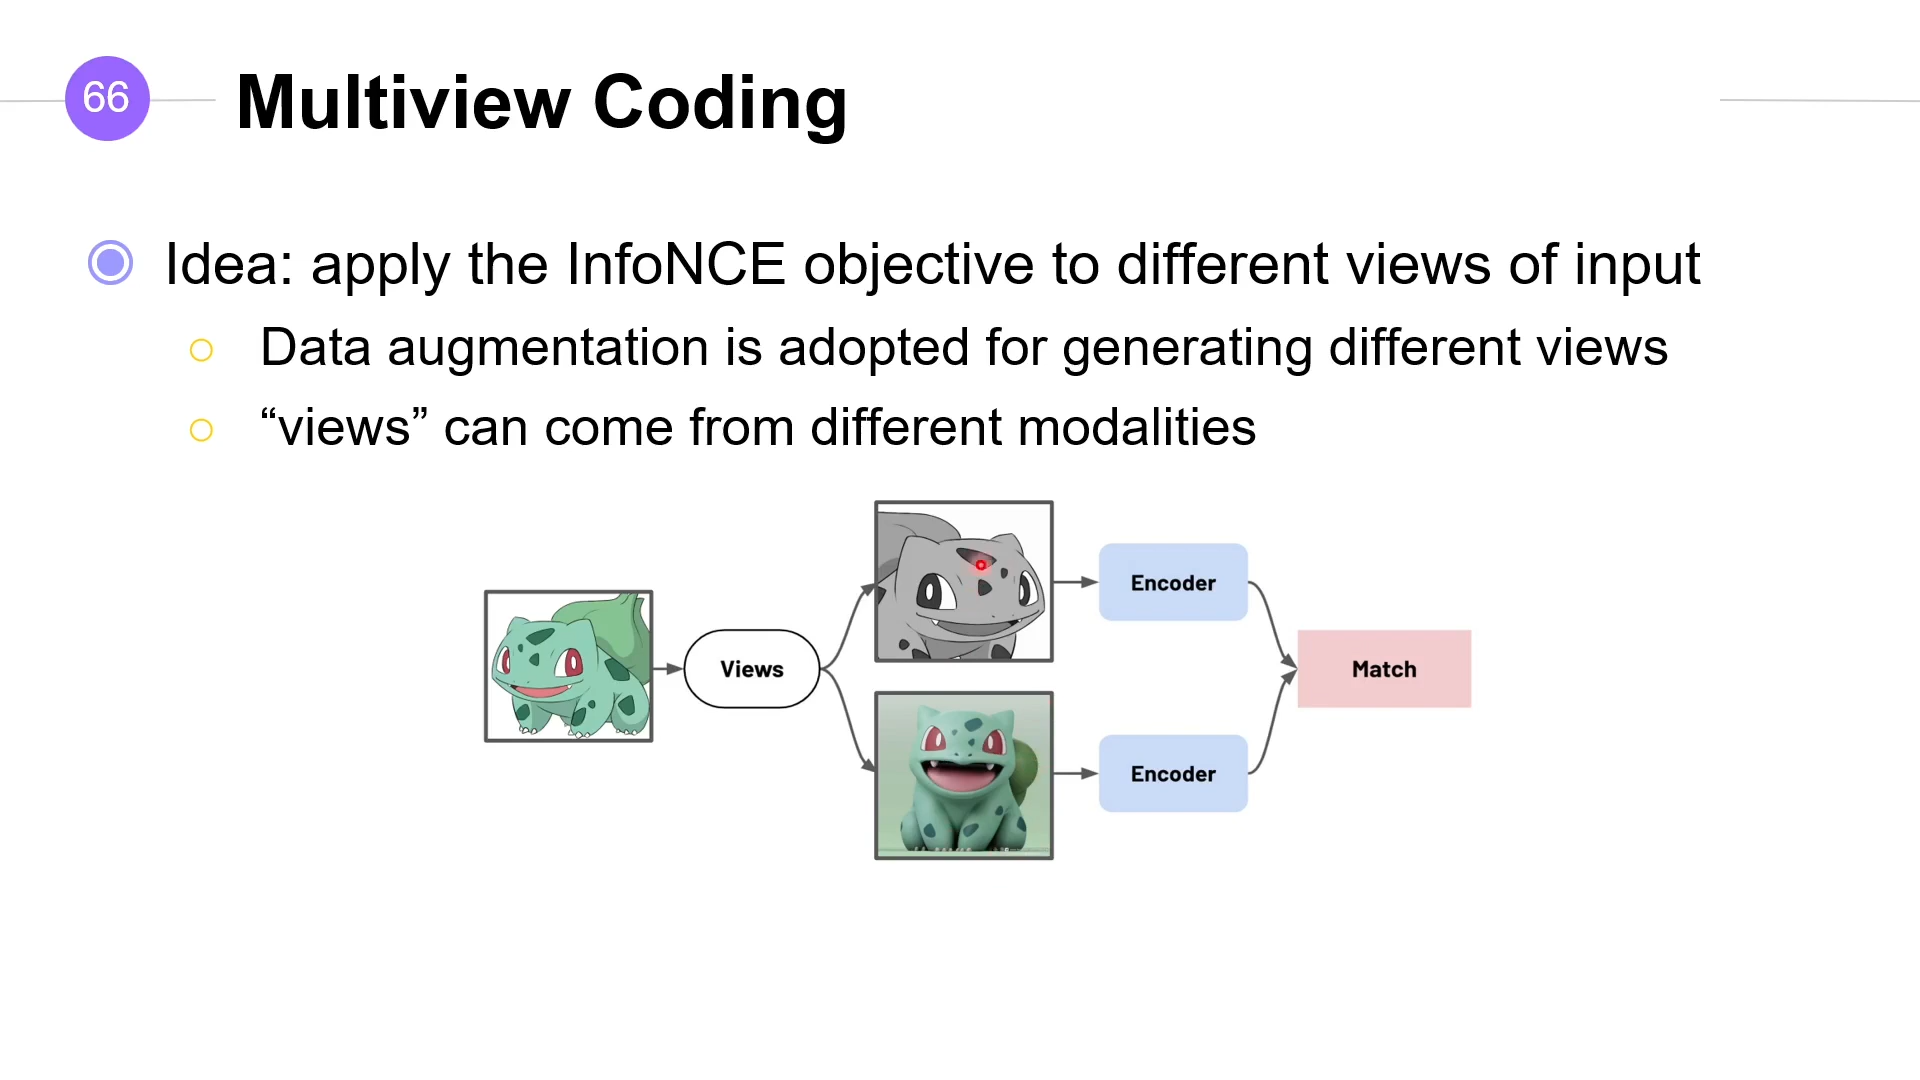 66
Multiview Coding
Idea: apply the InfoNCE objective to different views of input
Data augmentation is adopted for generating different views
“views” can come from different modalities
Views
Encoder
Encoder
Match